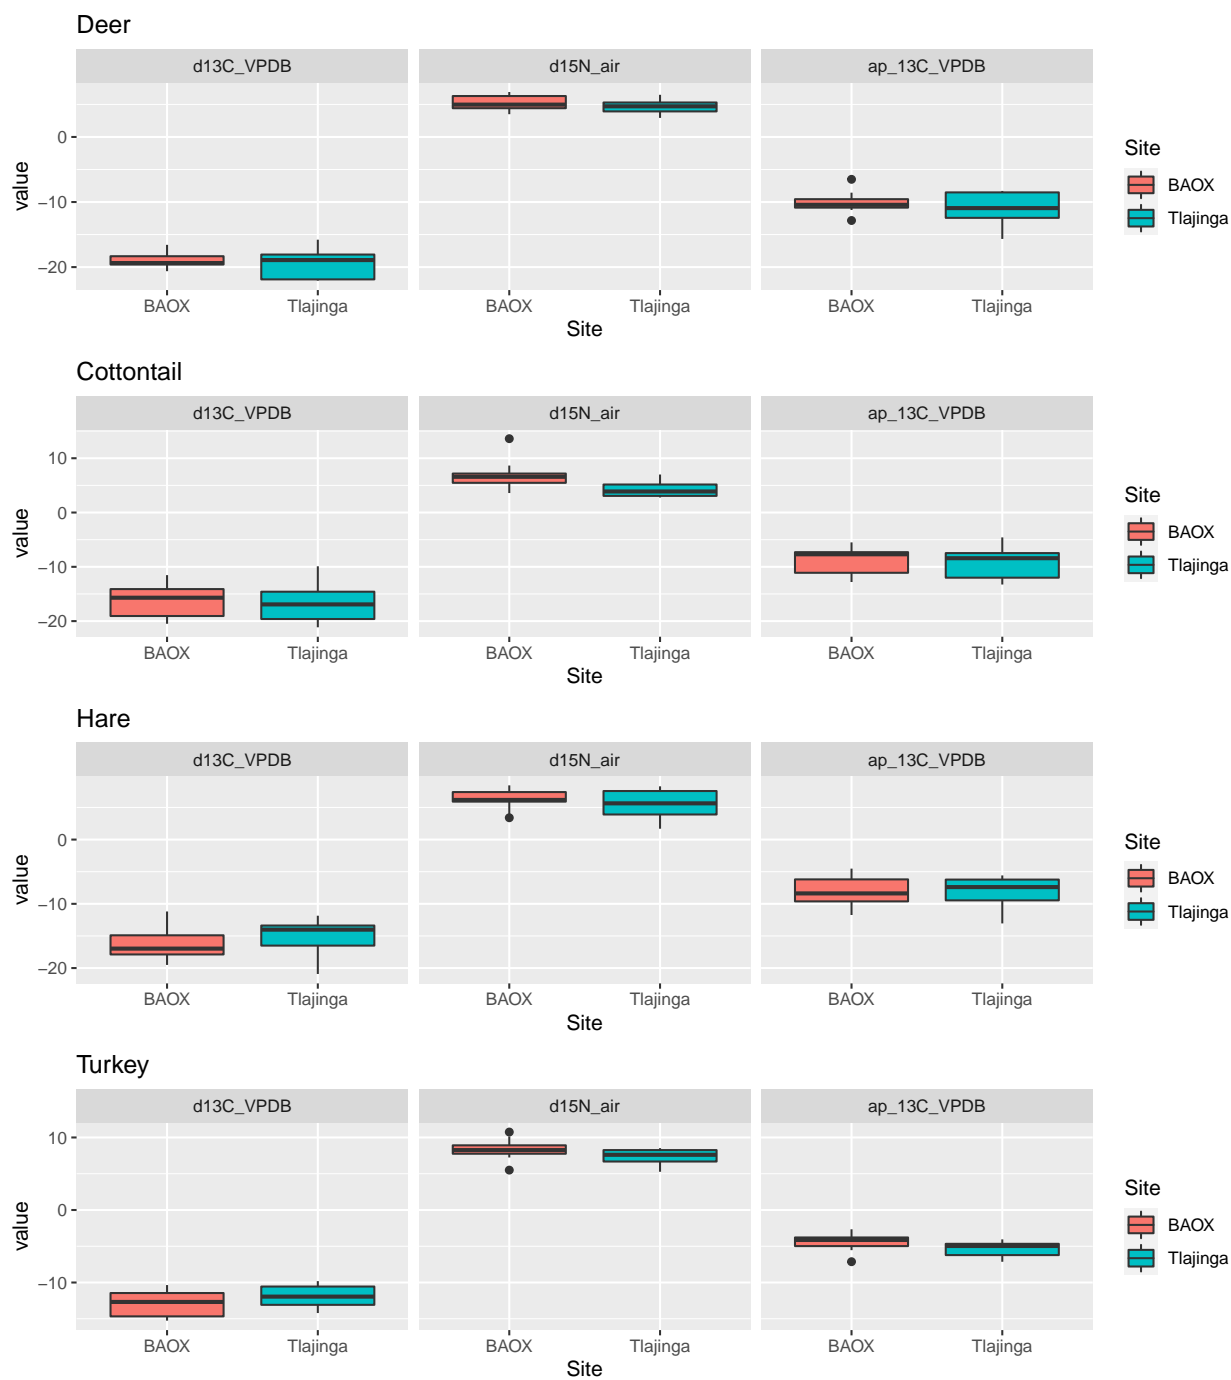 Deer
d13C_VPDB d15N_air ap_13C_VPDB
value
0
−10
−20
BAOX Tlajinga BAOX Tlajinga BAOX Tlajinga
Site
Site
BAOX
Tlajinga
Cottontail
d13C_VPDB d15N_air ap_13C_VPDB
value
10
0
−10
−20
BAOX Tlajinga BAOX Tlajinga BAOX Tlajinga
Site
Site
BAOX
Tlajinga
Hare
d13C_VPDB d15N_air ap_13C_VPDB
value
0
−10
−20
BAOX Tlajinga BAOX Tlajinga BAOX Tlajinga
Site
Site
BAOX
Tlajinga
Turkey
d13C_VPDB d15N_air ap_13C_VPDB
value
10
0
−10
BAOX Tlajinga BAOX Tlajinga BAOX Tlajinga
Site
Site
BAOX
Tlajinga